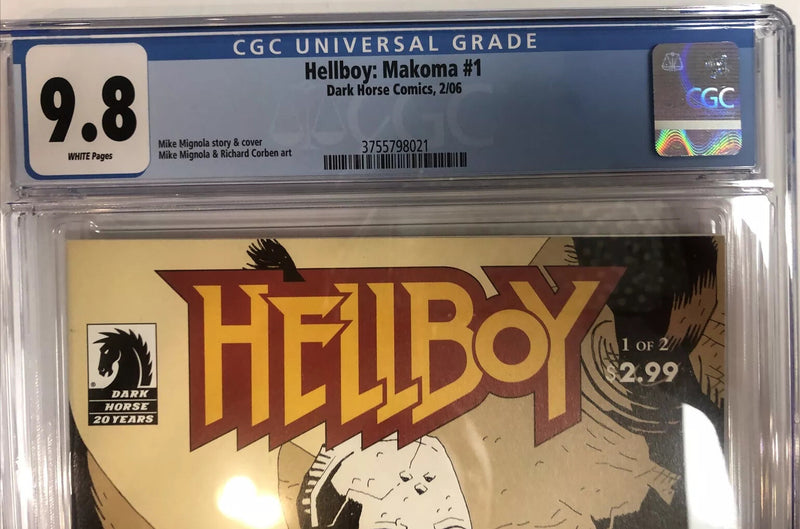 CGC UNIVERSAL GRADE
9.8
WHITE Pages
Hellboy: Makoma #1
Dark Horse Comics, 2/06
Mike Mignola story & cover
Mike Mignola & Richard Corben art
3755798021
CGC
CGC
HELLBOY
1 OF 2
$2.99
®
DARK
HORSE
20 YEARS